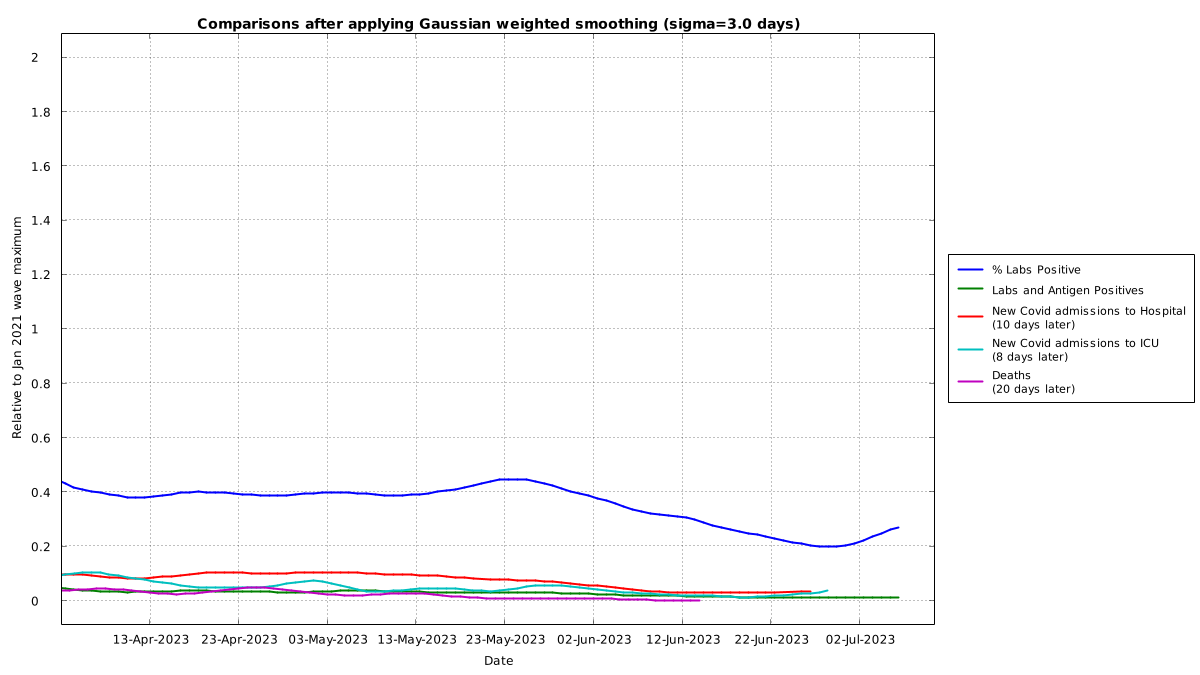 Comparisons after applying Gaussian weighted smoothing (sigma=3.0 days)
Relative to Jan 2021 wave maximum
2
1.8
1.6
1.4
1.2
1
0.8
0.6
0.4
0.2
0
13-Apr-2023
23-Apr-2023
03-May-2023
13-May-2023
23-May-2023
02-Jun-2023
12-Jun-2023
22-Jun-2023
02-Jul-2023
Date
% Labs Positive
Labs and Antigen Positives
New Covid admissions to Hospital
(10 days later)
New Covid admissions to ICU
(8 days later)
Deaths
(20 days later)